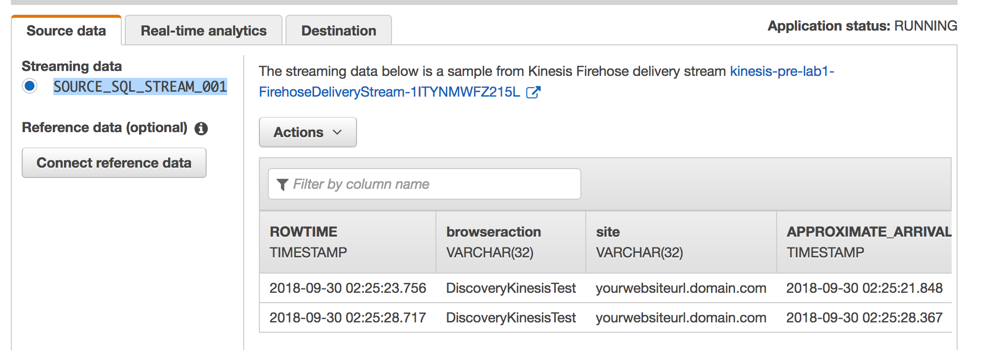 Source data
Real-time analytics
Destination
Application status: RUNNING
Streaming data
SOURCE_SQL_STREAM_001
Reference data (optional)
Connect reference data
The streaming data below is a sample from Kinesis Firehose delivery stream kinesis-pre-lab1-
FirehoseDeliveryStream-1ITYNMWFZ215L
Actions
Filter by column name
ROWTIME browseraction site APPROXIMATE_ARRIVAL
TIMESTAMP VARCHAR(32) VARCHAR(32) TIMESTAMP
2018-09-30 02:25:23.756 DiscoveryKinesisTest yourwebsiteurl.domain.com 2018-09-30 02:25:21.848
2018-09-30 02:25:28.717 DiscoveryKinesisTest yourwebsiteurl.domain.com 2018-09-30 02:25:28.367